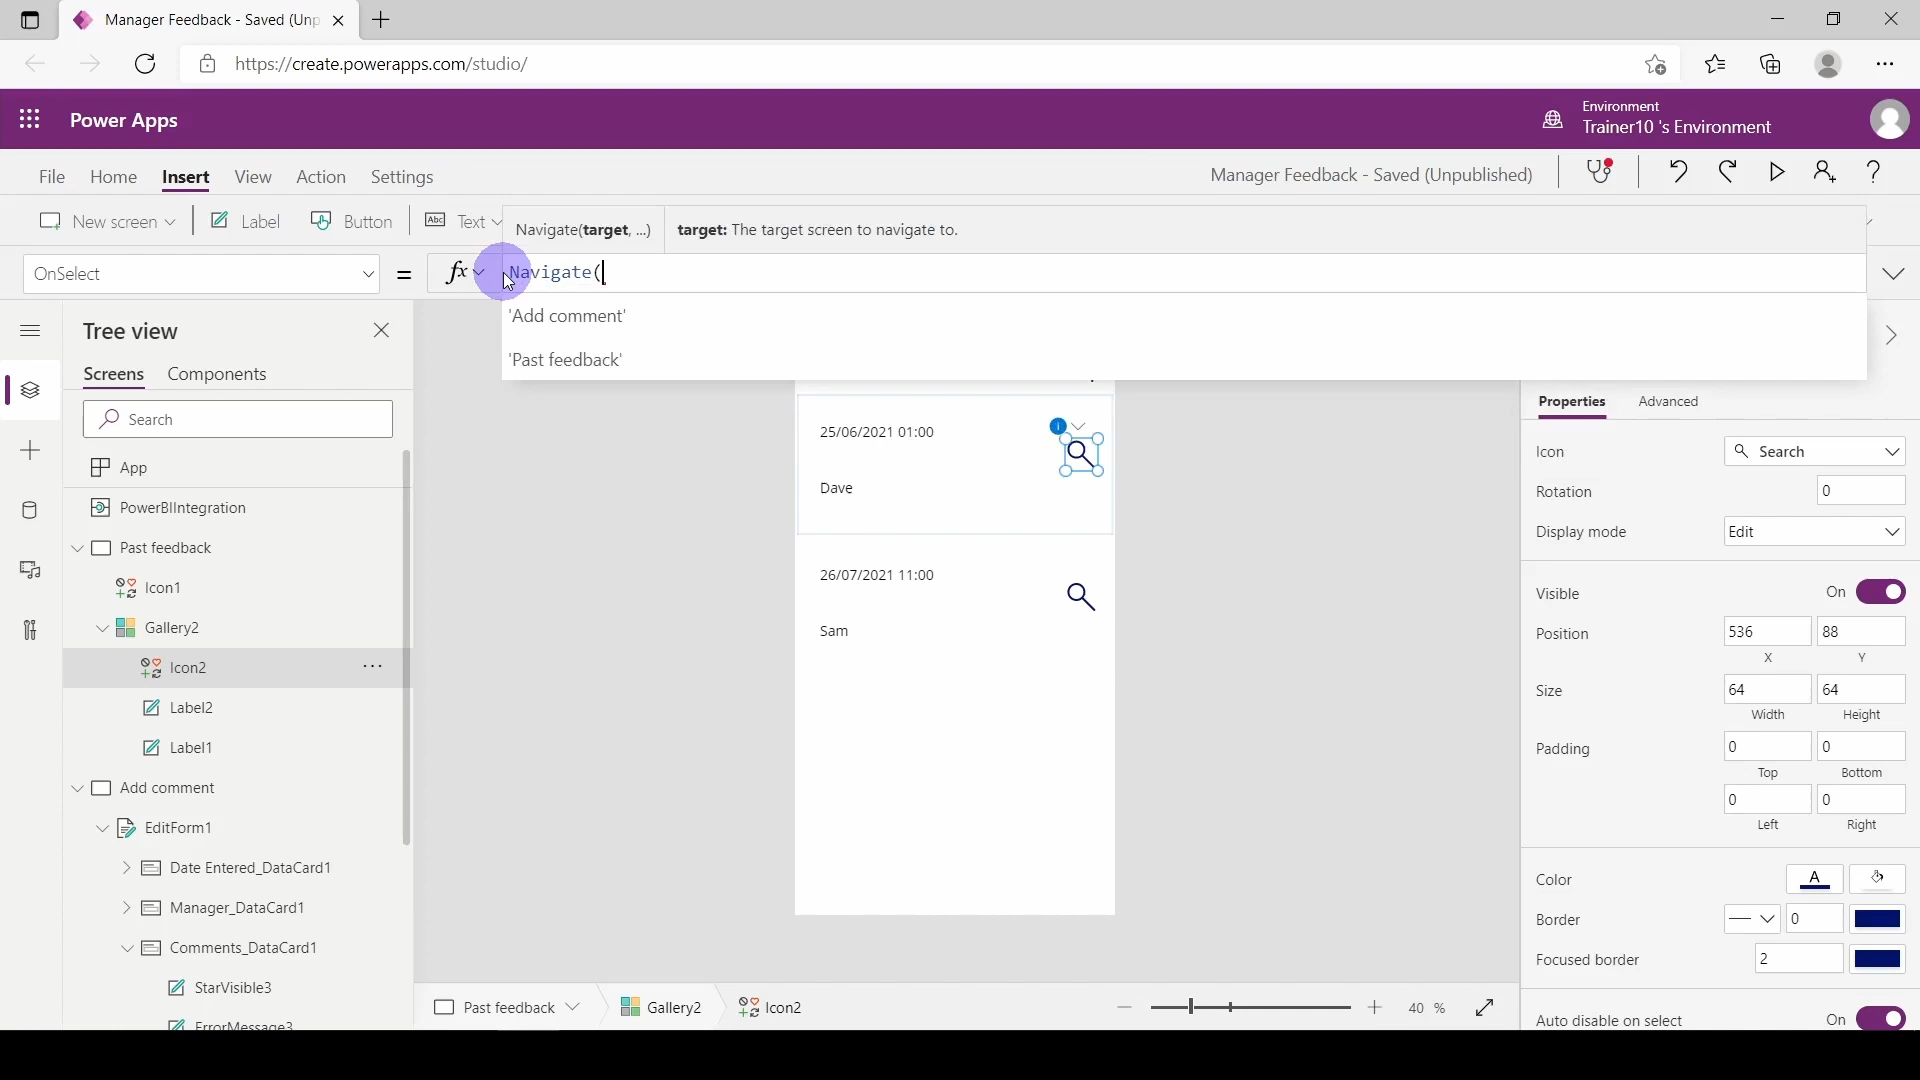 Manager Feedback - Saved (Unp
https://create.powerapps.com/studio/
Power Apps
Environment
Trainer10 's Environment
File Home Insert View Action Settings
Manager Feedback - Saved (Unpublished)
New screen Label Button Abc Text
Navigate(target, ...) target: The target screen to navigate to.
OnSelect = fx Navigate(
'Add comment'
'Past feedback'
Tree view
Screens Components
Search
App
PowerBIIntegration
Past feedback
Icon1
Gallery2
Icon2 ...
Label2
Label1
Add comment
EditForm1
Date Entered_DataCard1
Manager_DataCard1
Comments_DataCard1
StarVisible3
ErrorMessage3
25/06/2021 01:00
Dave
26/07/2021 11:00
Sam
Past feedback Gallery2 Icon2
40 %
Properties Advanced
Icon Search
Rotation 0
Display mode Edit
Visible On
Position 536 88
X Y
Size 64 64
Width Height
Padding 0 0
Top Bottom
0 0
Left Right
Color A
Border 0
Focused border 2
Auto disable on select On